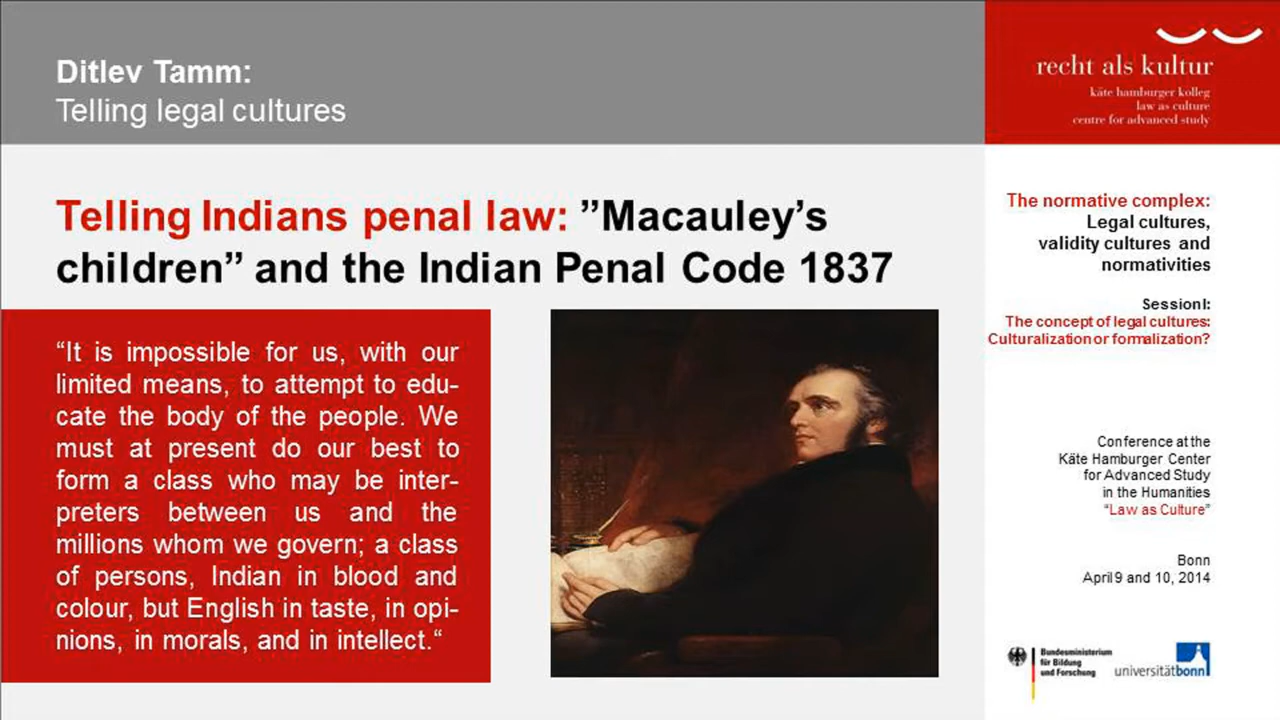 Ditlev Tamm:
Telling legal cultures
recht als kultur
käte hamburger kolleg
law as culture
centre for advanced study
Telling Indians penal law: ”Macauley’s
children” and the Indian Penal Code 1837
“It is impossible for us, with our
limited means, to attempt to edu-
cate the body of the people. We
must at present do our best to
form a class who may be inter-
preters between us and the
millions whom we govern; a class
of persons, Indian in blood and
colour, but English in taste, in opi-
nions, in morals, and in intellect.“
The normative complex:
Legal cultures,
validity cultures and
normativities
SessionI:
The concept of legal cultures:
Culturalization or formalization?
Conference at the
Käte Hamburger Center
for Advanced Study
in the Humanities
“Law as Culture”
Bonn
April 9 and 10, 2014
Bundesministerium
für Bildung
und Forschung
universitätbonn